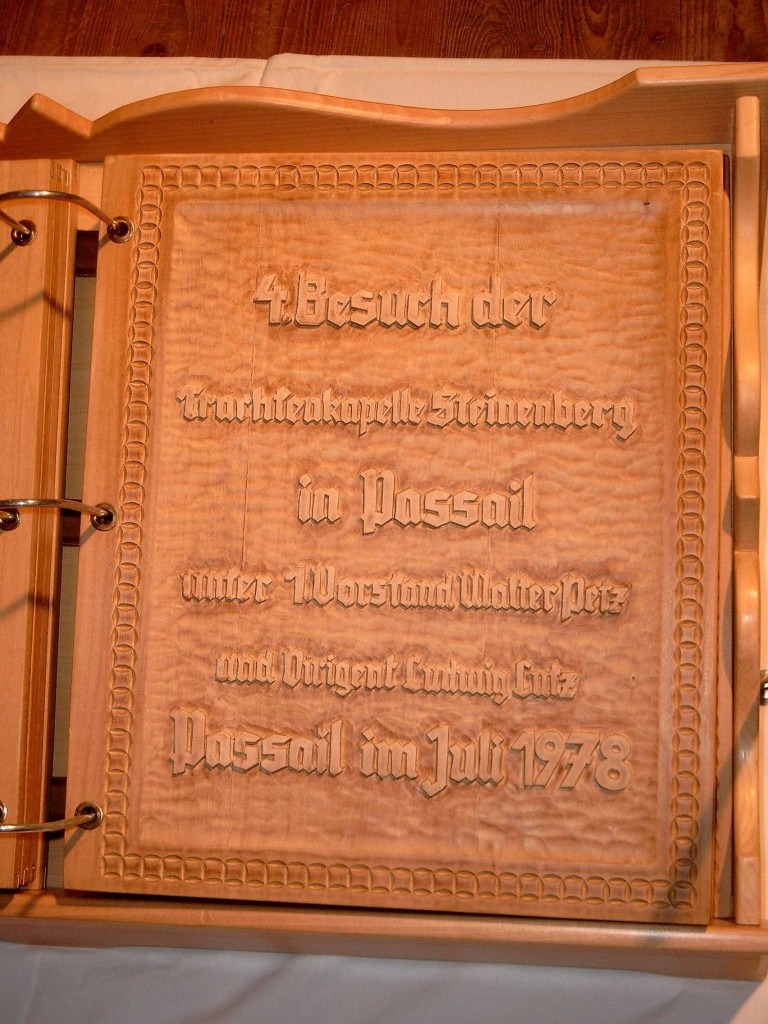 4. Besuch der
Trachtenkapelle Steinenberg
in Passail
unter 1. Vorstand Walter Petz
und Dirigent Ludwig Lutz
Passail im Juli 1978